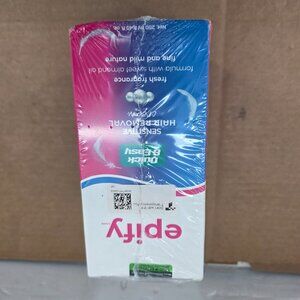 epify
Quick
& Easy
SENSITIVE
HAIR REMOVAL
cream
fresh fragrance
formula with sweet almond oil
fine and mild nature